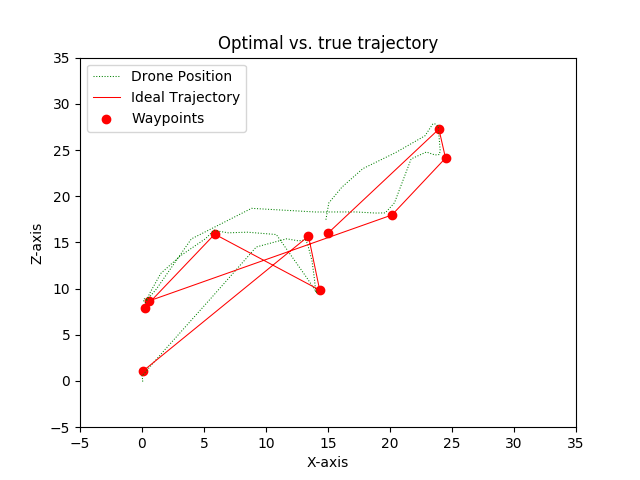 Optimal vs. true trajectory
Drone Position
Ideal Trajectory
Waypoints
35
30
25
20
15
10
5
0
−5
Z-axis
−5 0 5 10 15 20 25 30 35
X-axis